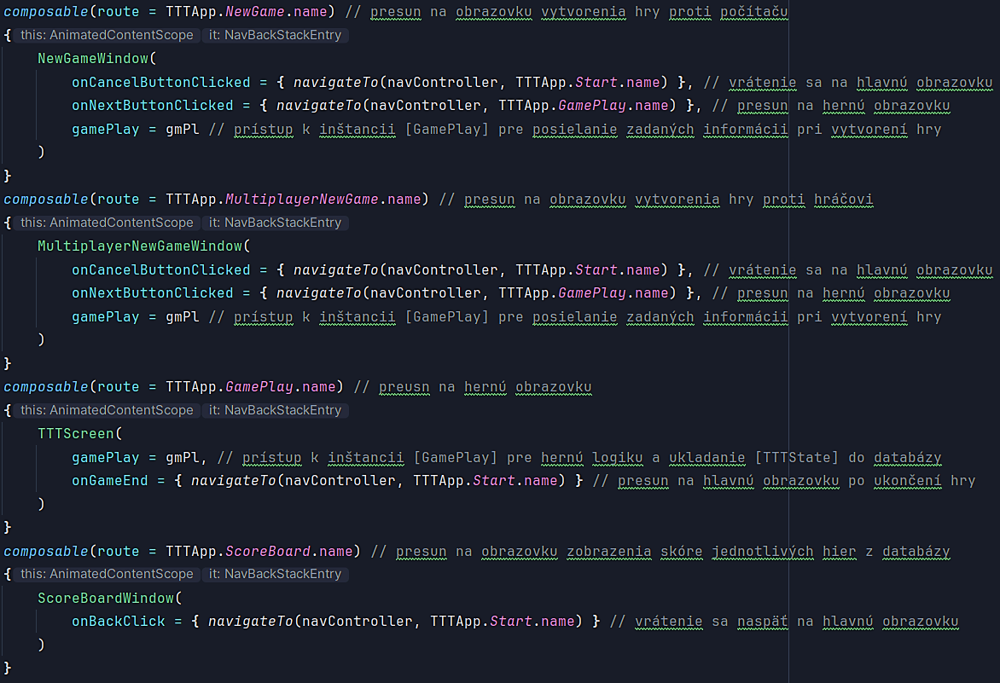 composable(route = TTTApp.NewGame.name) // presun na obrazovku vytvorenia hry proti počítaču
{ this: AnimatedContentScope it: NavBackStackEntry
NewGameWindow(
onCancelButtonClicked = { navigateTo(navController, TTTApp.Start.name) }, // vrátenie sa na hlavnú obrazovku
onNextButtonClicked = { navigateTo(navController, TTTApp.GamePlay.name) }, // presun na hernú obrazovku
gamePlay = gmPl // prístup k inštancii [GamePlay] pre posielanie zadaných informácii pri vytvorení hry
)
}
composable(route = TTTApp.MultiplayerNewGame.name) // presun na obrazovku vytvorenia hry proti hráčovi
{ this: AnimatedContentScope it: NavBackStackEntry
MultiplayerNewGameWindow(
onCancelButtonClicked = { navigateTo(navController, TTTApp.Start.name) }, // vrátenie sa na hlavnú obrazovku
onNextButtonClicked = { navigateTo(navController, TTTApp.GamePlay.name) }, // presun na hernú obrazovku
gamePlay = gmPl // prístup k inštancii [GamePlay] pre posielanie zadaných informácii pri vytvorení hry
)
}
composable(route = TTTApp.GamePlay.name) // preusn na hernú obrazovku
{ this: AnimatedContentScope it: NavBackStackEntry
TTTScreen(
gamePlay = gmPl, // prístup k inštancii [GamePlay] pre hernú logiku a ukladanie [TTTState] do databázy
onGameEnd = { navigateTo(navController, TTTApp.Start.name) } // presun na hlavnú obrazovku po ukončení hry
)
}
composable(route = TTTApp.ScoreBoard.name) // presun na obrazovku zobrazenia skóre jednotlivých hier z databázy
{ this: AnimatedContentScope it: NavBackStackEntry
ScoreBoardWindow(
onBackClick = { navigateTo(navController, TTTApp.Start.name) } // vrátenie sa naspäť na hlavnú obrazovku
)
}